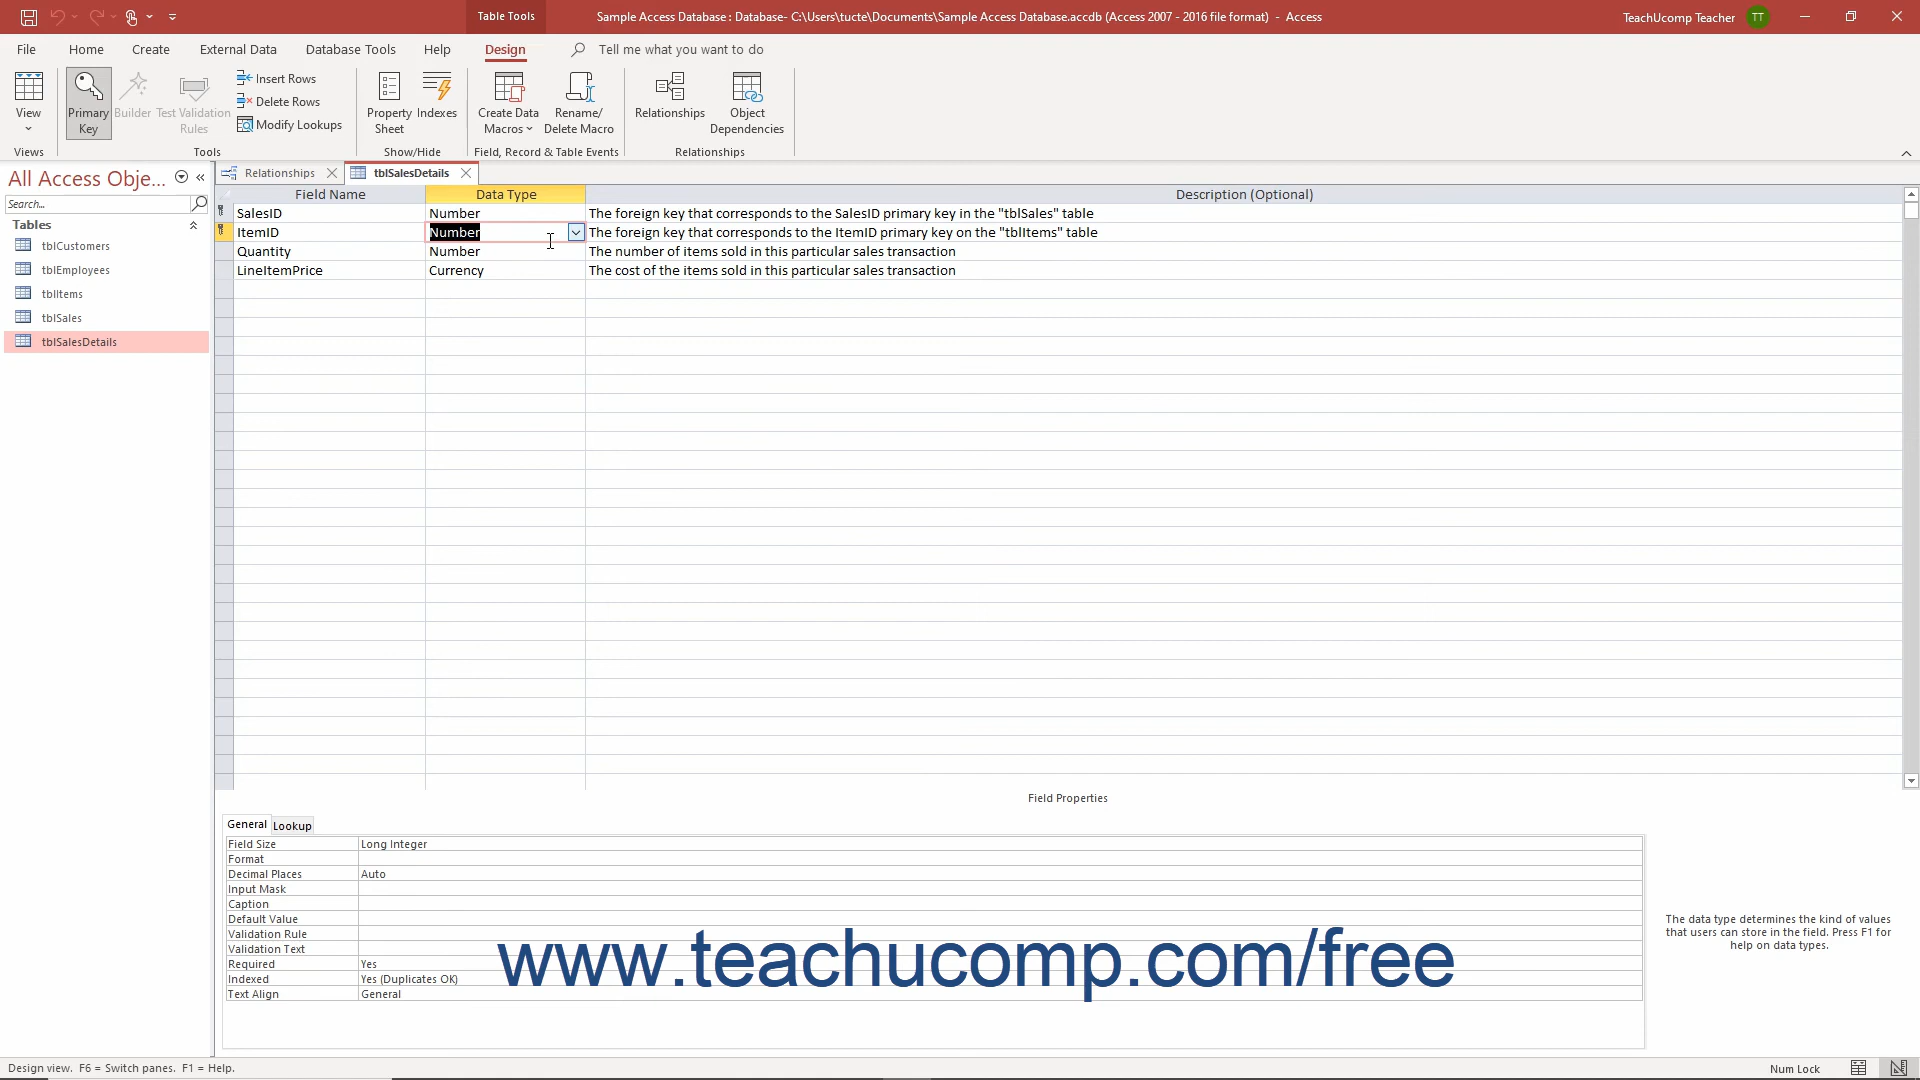 Table Tools
Sample Access Database : Database- C:\Users\tucte\Documents\Sample Access Database.accdb (Access 2007 - 2016 file format) - Access
TeachUcomp Teacher TT
File Home Create External Data Database Tools Help Design Tell me what you want to do
View
Primary Key
Builder
Test Validation Rules
Insert Rows
Delete Rows
Modify Lookups
Property Sheet
Indexes
Create Data Macros
Rename/ Delete Macro
Relationships
Object Dependencies
Views Tools Show/Hide Field, Record & Table Events Relationships
All Access Obje...
Search...
Tables
tblCustomers
tblEmployees
tblItems
tblSales
tblSalesDetails
Relationships tblSalesDetails
Field Name Data Type Description (Optional)
SalesID Number The foreign key that corresponds to the SalesID primary key in the "tblSales" table
ItemID Number The foreign key that corresponds to the ItemID primary key on the "tblItems" table
Quantity Number The number of items sold in this particular sales transaction
LineItemPrice Currency The cost of the items sold in this particular sales transaction
Field Properties
General Lookup
Field Size Long Integer
Format
Decimal Places Auto
Input Mask
Caption
Default Value
Validation Rule
Validation Text
Required Yes
Indexed Yes (Duplicates OK)
Text Align General
The data type determines the kind of values
that users can store in the field. Press F1 for
help on data types.
www.teachucomp.com/free
Design view. F6 = Switch panes. F1 = Help.
Num Lock